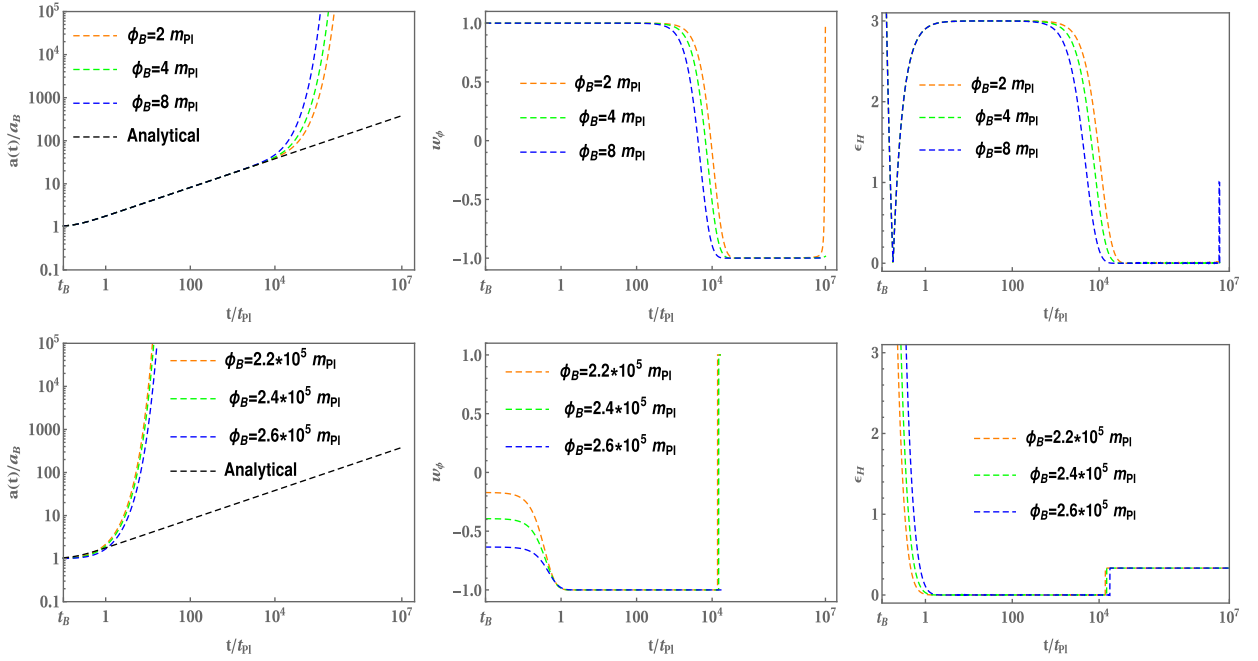 10^5
10^4
1000
100
10
1
0.1
a(t)/a_B
ϕ_B=2 m_Pl
ϕ_B=4 m_Pl
ϕ_B=8 m_Pl
Analytical
t_B 1 100 10^4 10^7
t/t_Pl
1.0
0.5
0
-0.5
-1.0
w_ϕ
ϕ_B=2 m_Pl
ϕ_B=4 m_Pl
ϕ_B=8 m_Pl
t_B 1 100 10^4 10^7
t/t_Pl
3
2
1
0
ϵ_H
ϕ_B=2 m_Pl
ϕ_B=4 m_Pl
ϕ_B=8 m_Pl
t_B 1 100 10^4 10^7
t/t_Pl
10^5
10^4
1000
100
10
1
0.1
a(t)/a_B
ϕ_B=2.2*10^5 m_Pl
ϕ_B=2.4*10^5 m_Pl
ϕ_B=2.6*10^5 m_Pl
Analytical
t_B 1 100 10^4 10^7
t/t_Pl
1.0
0.5
0
-0.5
-1.0
w_ϕ
ϕ_B=2.2*10^5 m_Pl
ϕ_B=2.4*10^5 m_Pl
ϕ_B=2.6*10^5 m_Pl
t_B 1 100 10^4 10^7
t/t_Pl
3
2
1
0
ϵ_H
ϕ_B=2.2*10^5 m_Pl
ϕ_B=2.4*10^5 m_Pl
ϕ_B=2.6*10^5 m_Pl
t_B 1 100 10^4 10^7
t/t_Pl